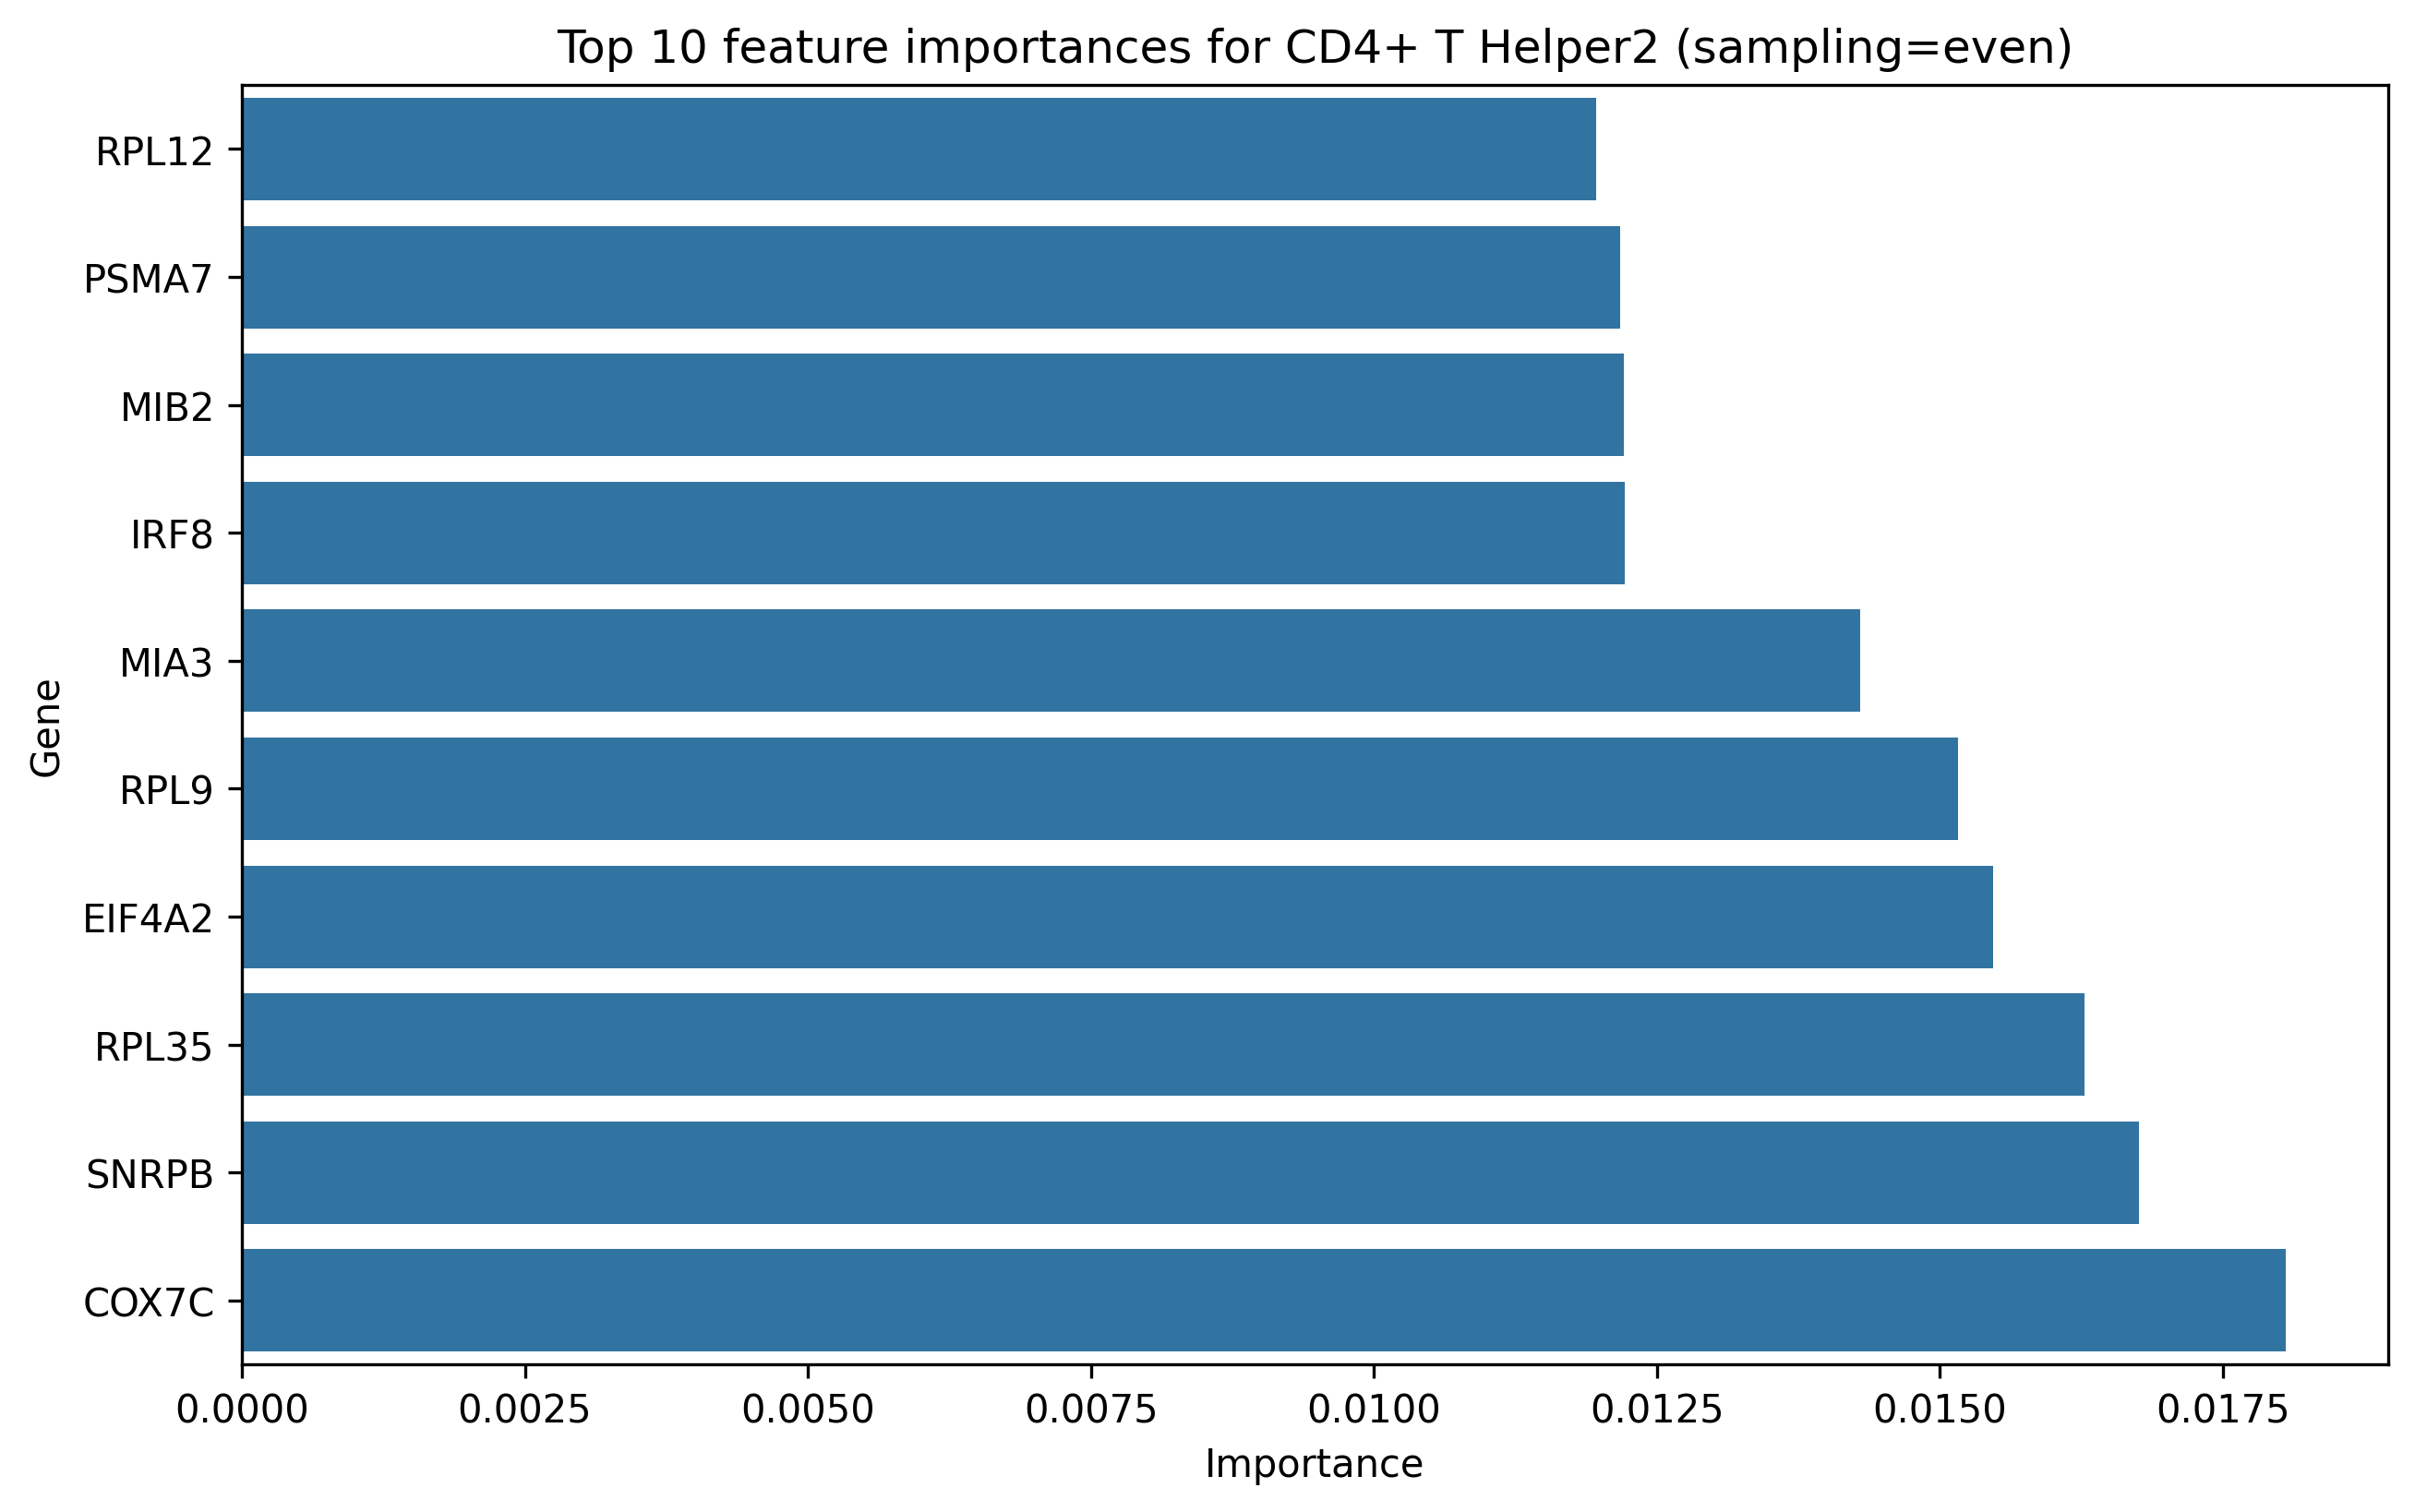 Top 10 feature importances for CD4+ T Helper2 (sampling=even)
RPL12
PSMA7
MIB2
IRF8
MIA3
RPL9
EIF4A2
RPL35
SNRPB
COX7C
Gene
0.0000 0.0025 0.0050 0.0075 0.0100 0.0125 0.0150 0.0175
Importance